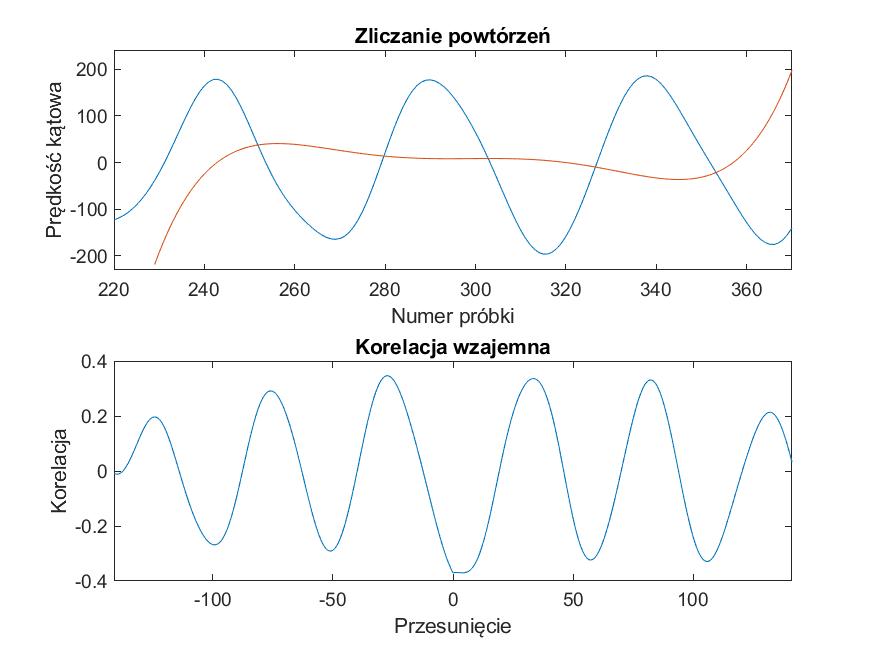 Zliczanie powtórzeń
Prędkość kątowa
200
100
0
-100
-200
220 240 260 280 300 320 340 360
Numer próbki
Korelacja wzajemna
Korelacja
0.4
0.2
0
-0.2
-0.4
-100 -50 0 50 100
Przesunięcie